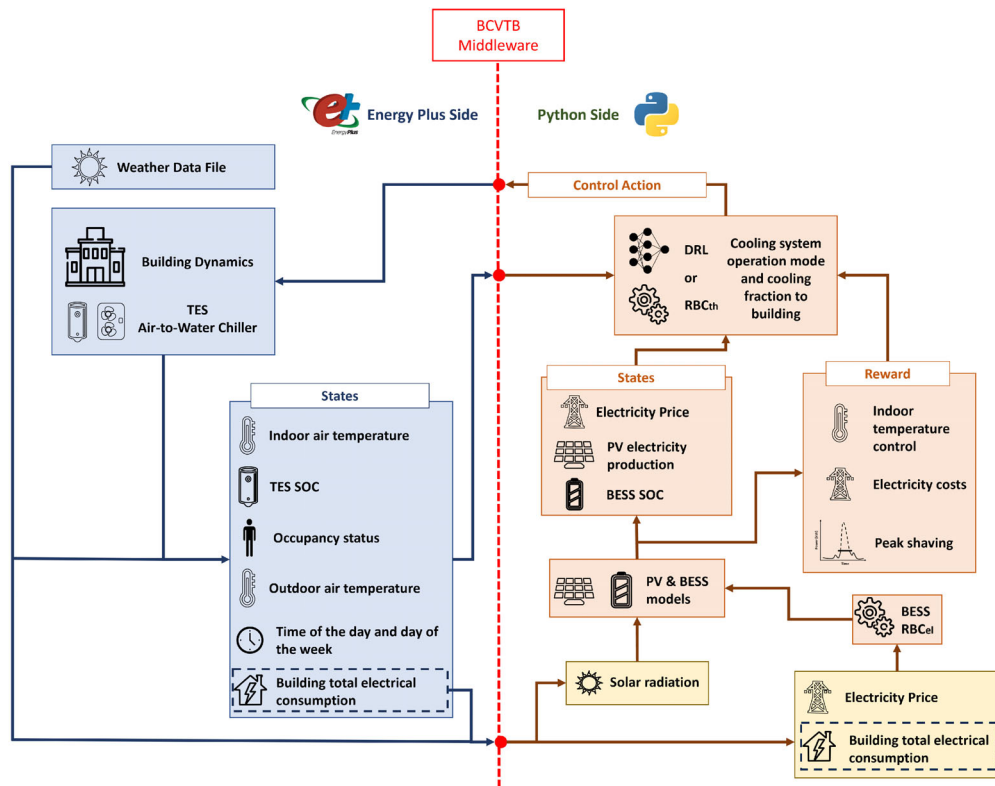 BCVTB
Middleware
EnergyPlus
Energy Plus Side
Python Side
Weather Data File
Control Action
Building Dynamics
TES
Air-to-Water Chiller
DRL
or
RBCth
Cooling system
operation mode
and cooling
fraction to
building
States
Indoor air temperature
TES SOC
Occupancy status
Outdoor air temperature
Time of the day and day of
the week
Building total electrical
consumption
States
Electricity Price
PV electricity
production
BESS SOC
Reward
Indoor
temperature
control
Electricity costs
Peak shaving
Time
PV & BESS
models
BESS
RBCel
Solar radiation
Electricity Price
Building total electrical
consumption